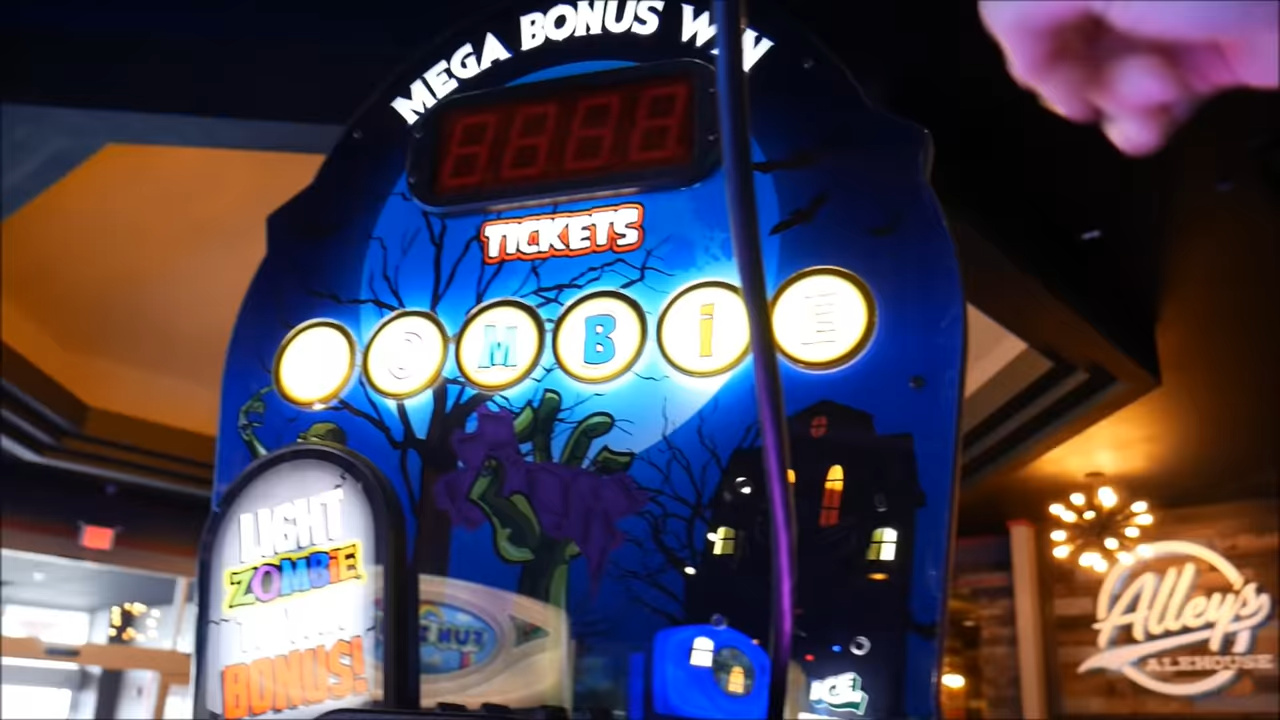 MEGA BONUS WIN
TICKETS
O M B i E
LIGHT
ZOMBiE
BONUS!
Alley's
ALEHOUSE